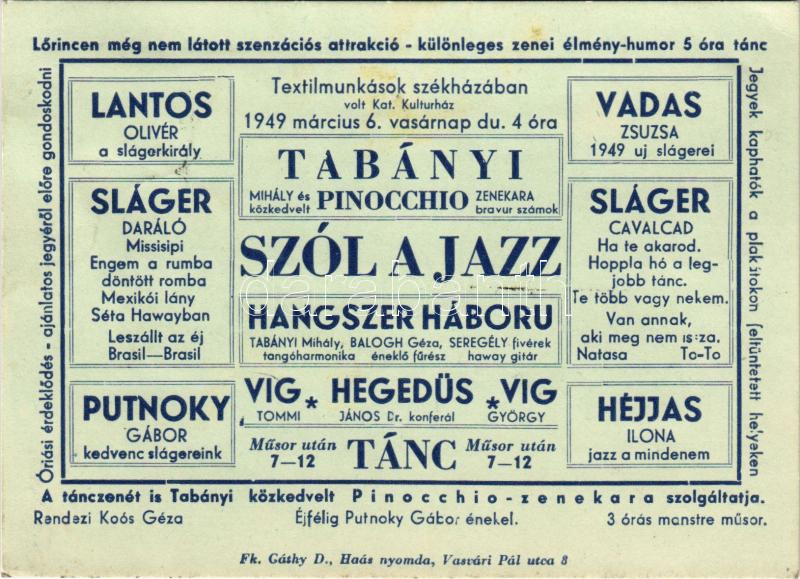 Lőrincen még nem látott szenzációs attrakció - különleges zenei élmény-humor 5 óra tánc
Óriási érdeklődés - ajánlatos jegyéről előre gondoskodni
LANTOS
OLIVÉR
a slágerkirály
SLÁGER
DARÁLÓ
Missisipi
Engem a rumba
döntött romba
Mexikói lány
Séta Hawayban
Leszállt az éj
Brasil—Brasil
PUTNOKY
GÁBOR
kedvenc slágereink
Textilmunkások székházában
volt Kat. Kulturház
1949 március 6. vasárnap du. 4 óra
TABÁNYI
MIHÁLY és közkedvelt PINOCCHIO ZENEKARA bravur számok
SZÓL A JAZZ
HANGSZER HÁBORU
TABÁNYI Mihály, BALOGH Géza, SEREGÉLY fivérek
tangóharmonika éneklő fűrész haway gitár
VIG * HEGEDÜS * VIG
TOMMI JÁNOS Dr. konferál GYÖRGY
Műsor után TÁNC Műsor után
7—12 7—12
VADAS
ZSUZSA
1949 uj slágerei
SLÁGER
CAVALCAD
Ha te akarod.
Hoppla hó a leg-
jobb tánc.
Te több vagy nekem.
Van annak,
aki meg nem issza.
Natasa To-To
HÉJJAS
ILONA
jazz a mindenem
Jegyek kaphatók a plakátokon feltüntetett helyeken
A tánczenét is Tabányi közkedvelt Pinocchio-zenekara szolgáltatja.
Rendezi Koós Géza Éjfélig Putnoky Gábor énekel. 3 órás manstre műsor.
Fk. Gáthy D., Haás nyomda, Vasvári Pál utca 8
darabanth